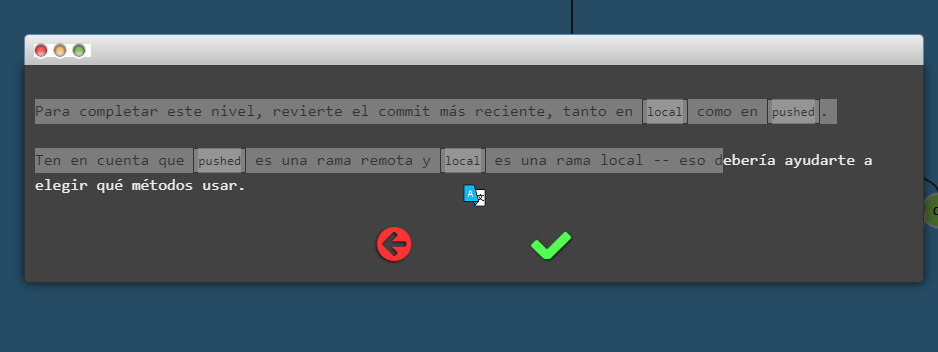 Para completar este nivel, revierte el commit más reciente, tanto en local como en pushed.
Ten en cuenta que pushed es una rama remota y local es una rama local -- eso debería ayudarte a
elegir qué métodos usar.
A